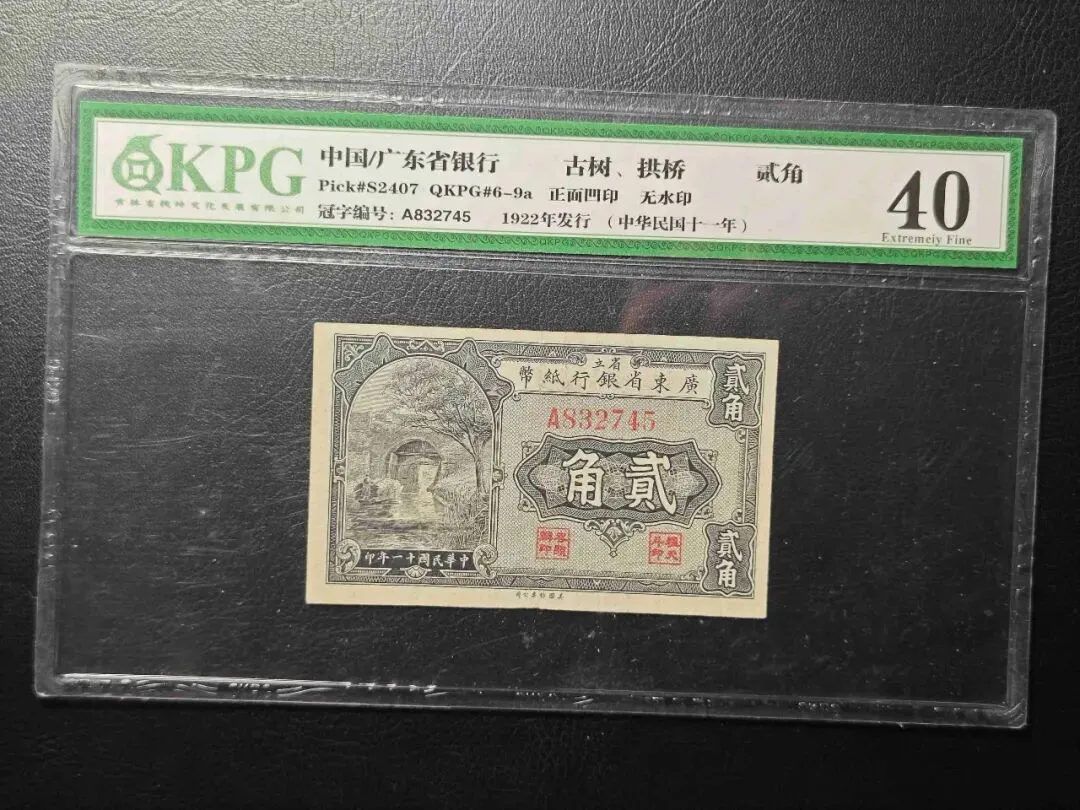 QKPG
中国/广东省银行 古树、拱桥 贰角
Pick#S2407 QKPG#6-9a 正面凹印 无水印
冠字编号: A832745 1922年发行 (中华民国十一年)
40
Extremeiy Fine
省立
廣東省銀行紙幣
貳角
A832745
貳角
中華民國十一年印
貳角